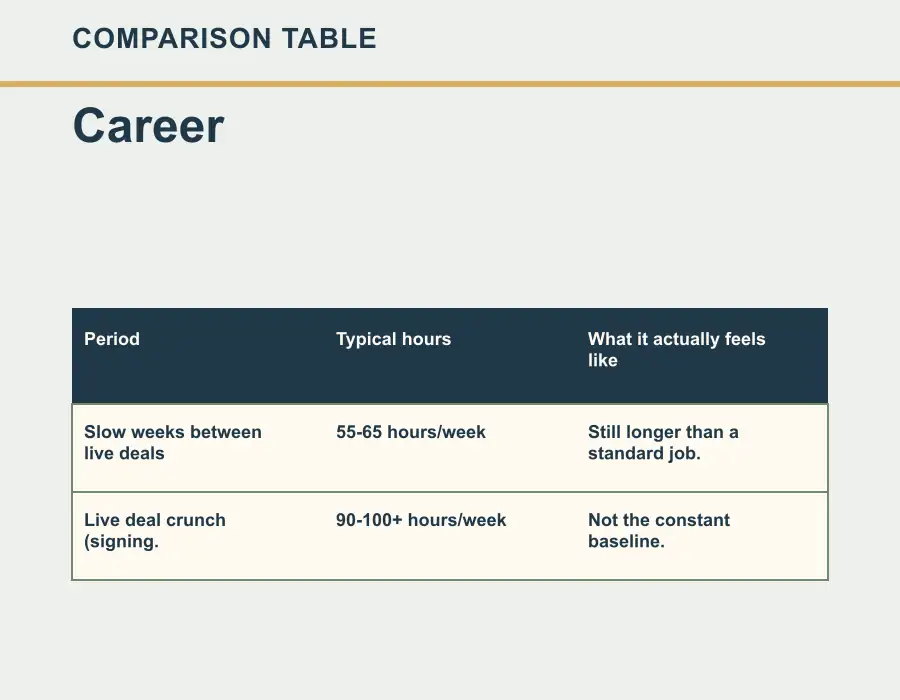 COMPARISON TABLE
Career
Period
Typical hours
What it actually feels
like
Slow weeks between
live deals
55-65 hours/week
Still longer than a
standard job.
Live deal crunch
(signing.
90-100+ hours/week
Not the constant
baseline.